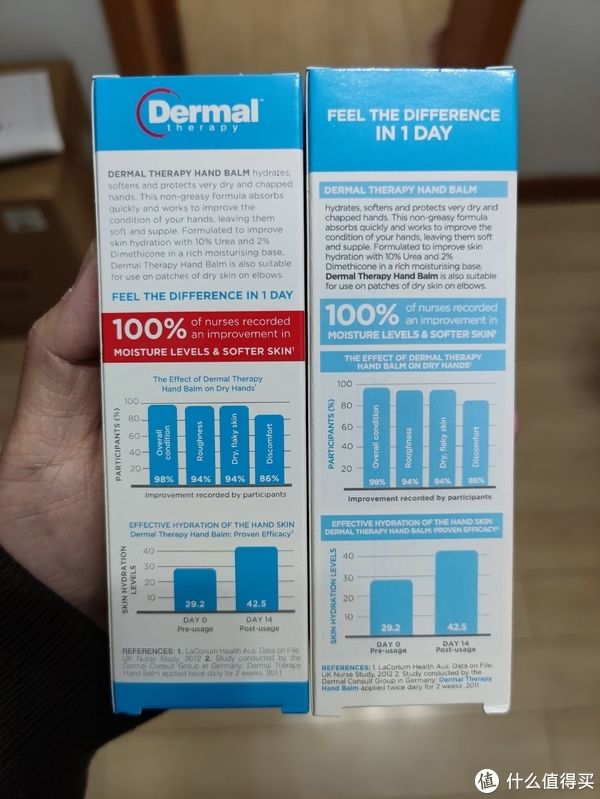 Dermal™
therapy
DERMAL THERAPY HAND BALM hydrates,
softens and protects very dry and chapped
hands. This non-greasy formula absorbs
quickly and works to improve the
condition of your hands, leaving them
soft and supple. Formulated to improve
skin hydration with 10% Urea and 2%
Dimethicone in a rich moisturising base,
Dermal Therapy Hand Balm is also suitable
for use on patches of dry skin on elbows.
FEEL THE DIFFERENCE IN 1 DAY
100% of nurses recorded
an improvement in
MOISTURE LEVELS & SOFTER SKIN¹
The Effect of Dermal Therapy
Hand Balm on Dry Hands¹
PARTICIPANTS (%)
100
80
60
40
20
Overall condition
98%
Roughness
94%
Dry, flaky skin
94%
Discomfort
86%
Improvement recorded by participants
EFFECTIVE HYDRATION OF THE HAND SKIN
Dermal Therapy Hand Balm: Proven Efficacy²
SKIN HYDRATION LEVELS
40
30
20
10
29.2
42.5
DAY 0
Pre-usage
DAY 14
Post-usage
REFERENCES: 1. LaCorium Health Aus. Data on File.
UK Nurse Study, 2012 2. Study conducted by the
Dermal Consult Group in Germany: Dermal Therapy
Hand Balm applied twice daily for 2 weeks, 2011
FEEL THE DIFFERENCE
IN 1 DAY
DERMAL THERAPY HAND BALM
hydrates, softens and protects very dry and
chapped hands. This non-greasy formula
absorbs quickly and works to improve the
condition of your hands, leaving them soft
and supple. Formulated to improve skin
hydration with 10% Urea and 2%
Dimethicone in a rich moisturising base,
Dermal Therapy Hand Balm is also suitable
for use on patches of dry skin on elbows.
100% of nurses recorded
an improvement in
MOISTURE LEVELS & SOFTER SKIN¹
THE EFFECT OF DERMAL THERAPY
HAND BALM ON DRY HANDS¹
PARTICIPANTS (%)
100
80
60
40
20
Overall condition
98%
Roughness
94%
Dry, flaky skin
94%
Discomfort
86%
Improvement recorded by participants
EFFECTIVE HYDRATION OF THE HAND SKIN
DERMAL THERAPY HAND BALM: PROVEN EFFICACY²
SKIN HYDRATION LEVELS
40
30
20
10
29.2
42.5
DAY 0
Pre-usage
DAY 14
Post-usage
REFERENCES: 1. LaCorium Health Aus. Data on File.
UK Nurse Study, 2012 2. Study conducted by the
Dermal Consult Group in Germany: Dermal Therapy
Hand Balm applied twice daily for 2 weeks, 2011
值 什么值得买